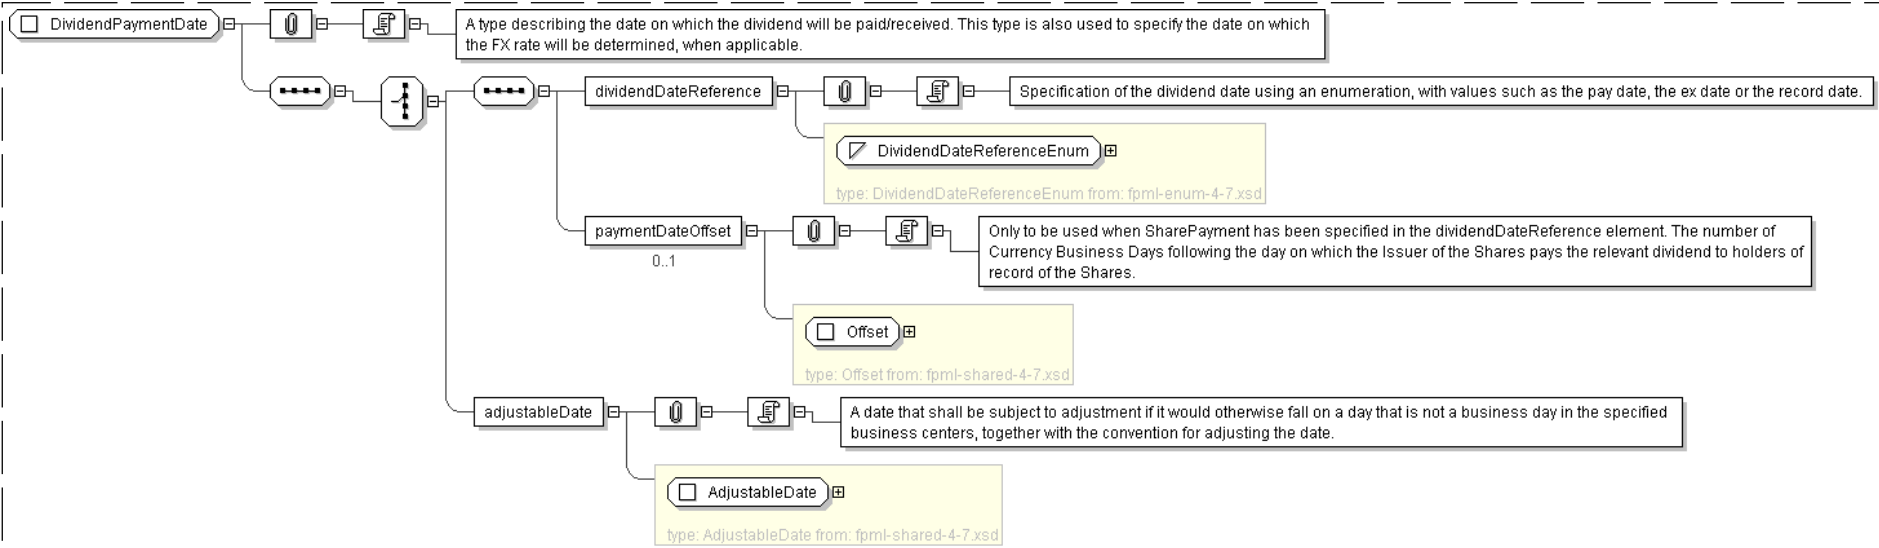 DividendPaymentDate
A type describing the date on which the dividend will be paid/received. This type is also used to specify the date on which
the FX rate will be determined, when applicable.
dividendDateReference
Specification of the dividend date using an enumeration, with values such as the pay date, the ex date or the record date.
DividendDateReferenceEnum
type: DividendDateReferenceEnum from: fpml-enum-4-7.xsd
paymentDateOffset
0..1
Only to be used when SharePayment has been specified in the dividendDateReference element. The number of
Currency Business Days following the day on which the Issuer of the Shares pays the relevant dividend to holders of
record of the Shares.
Offset
type: Offset from: fpml-shared-4-7.xsd
adjustableDate
A date that shall be subject to adjustment if it would otherwise fall on a day that is not a business day in the specified
business centers, together with the convention for adjusting the date.
AdjustableDate
type: AdjustableDate from: fpml-shared-4-7.xsd